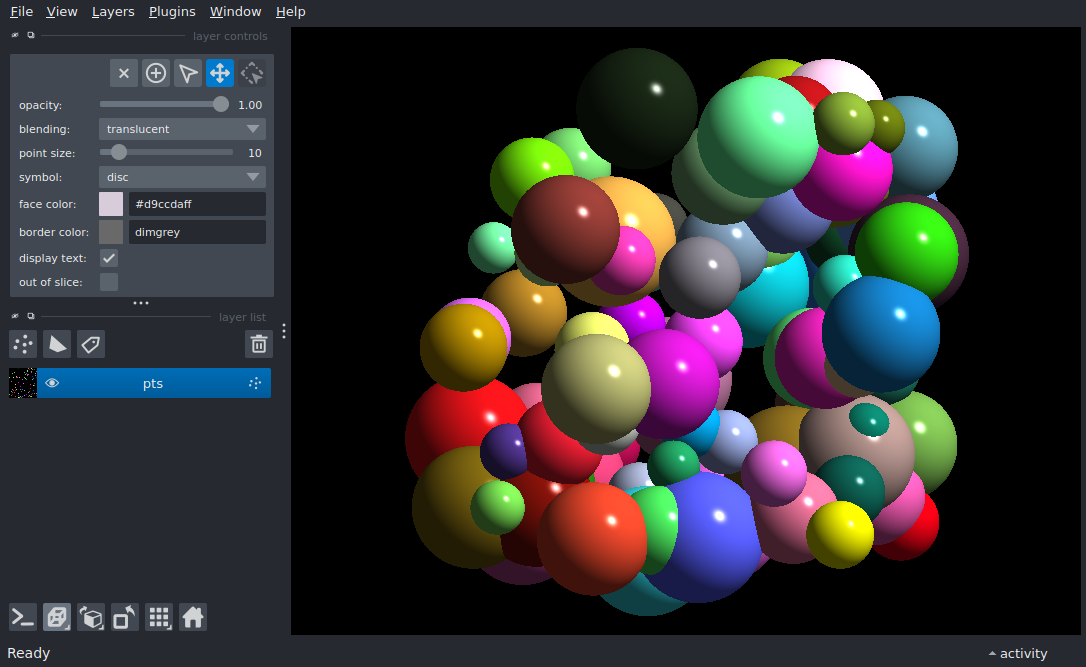 File View Layers Plugins Window Help
layer controls
opacity: 1.00
blending: translucent
point size: 10
symbol: disc
face color: #d9ccdaff
border color: dimgrey
display text:
out of slice:
layer list
pts
Ready activity